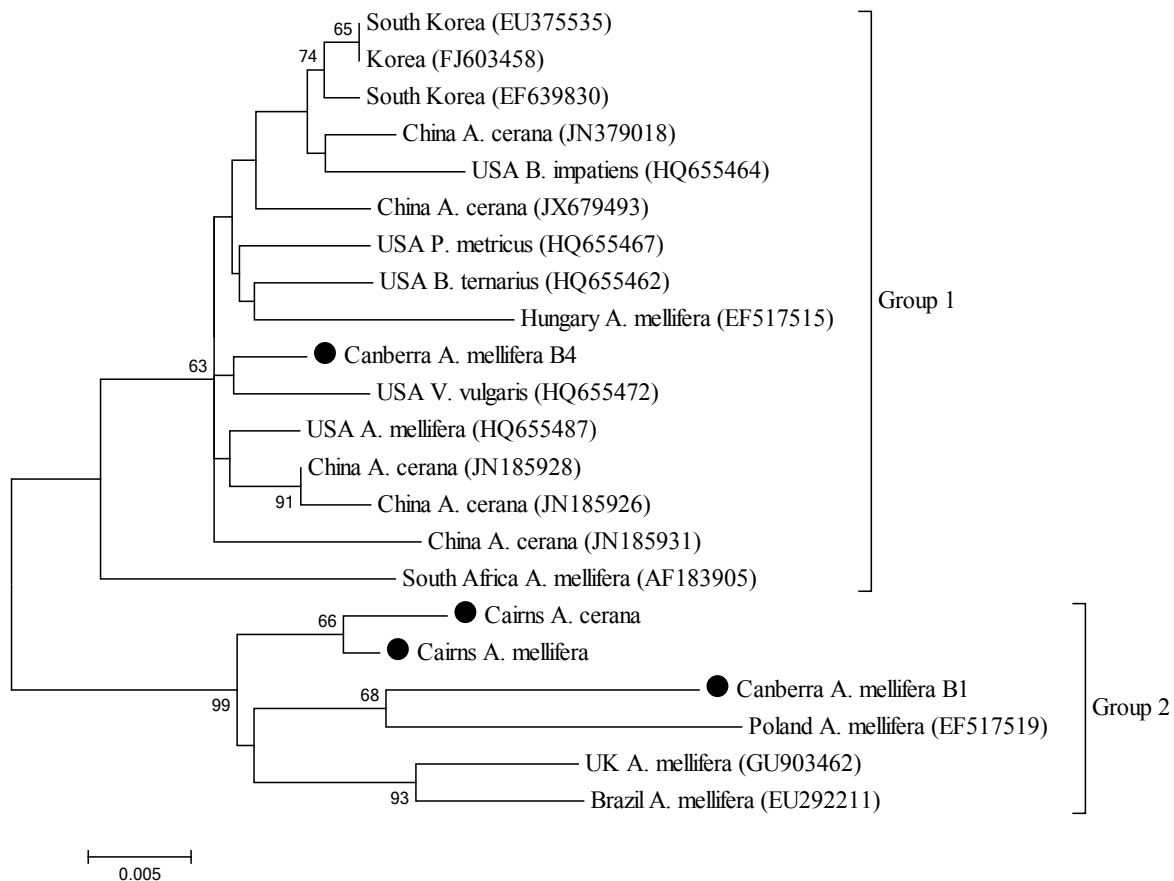 65
South Korea (EU375535)
Korea (FJ603458)
74
South Korea (EF639830)
China A. cerana (JN379018)
USA B. impatiens (HQ655464)
China A. cerana (JX679493)
USA P. metricus (HQ655467)
USA B. ternarius (HQ655462)
Group 1
Hungary A. mellifera (EF517515)
Canberra A. mellifera B4
63
USA V. vulgaris (HQ655472)
USA A. mellifera (HQ655487)
China A. cerana (JN185928)
91
China A. cerana (JN185926)
China A. cerana (JN185931)
South Africa A. mellifera (AF183905)
Cairns A. cerana
66
Cairns A. mellifera
Canberra A. mellifera B1
68
99
Group 2
Poland A. mellifera (EF517519)
UK A. mellifera (GU903462)
93
Brazil A. mellifera (EU292211)
0.005